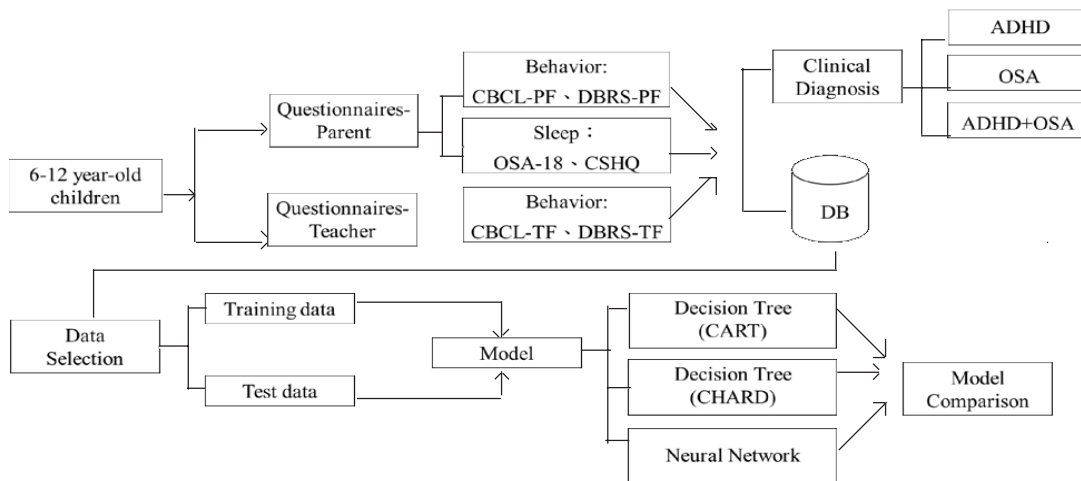 6-12 year-old
children
Questionnaires-
Parent
Questionnaires-
Teacher
Behavior:
CBCL-PF、DBRS-PF
Sleep：
OSA-18、CSHQ
Behavior:
CBCL-TF、DBRS-TF
Clinical
Diagnosis
DB
ADHD
OSA
ADHD+OSA
Data
Selection
Training data
Test data
Model
Decision Tree
(CART)
Decision Tree
(CHARD)
Neural Network
Model
Comparison